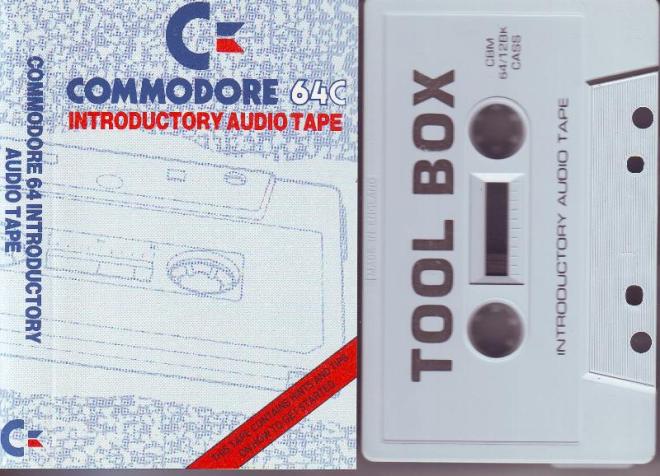 COMMODORE 64 INTRODUCTORY
AUDIO TAPE
COMMODORE 64C
INTRODUCTORY AUDIO TAPE
THIS TAPE CONTAINS HINTS AND TIPS
ON HOW TO GET STARTED
MADE IN ENGLAND
TOOL BOX
CBM
64/128K
CASS
INTRODUCTORY AUDIO TAPE